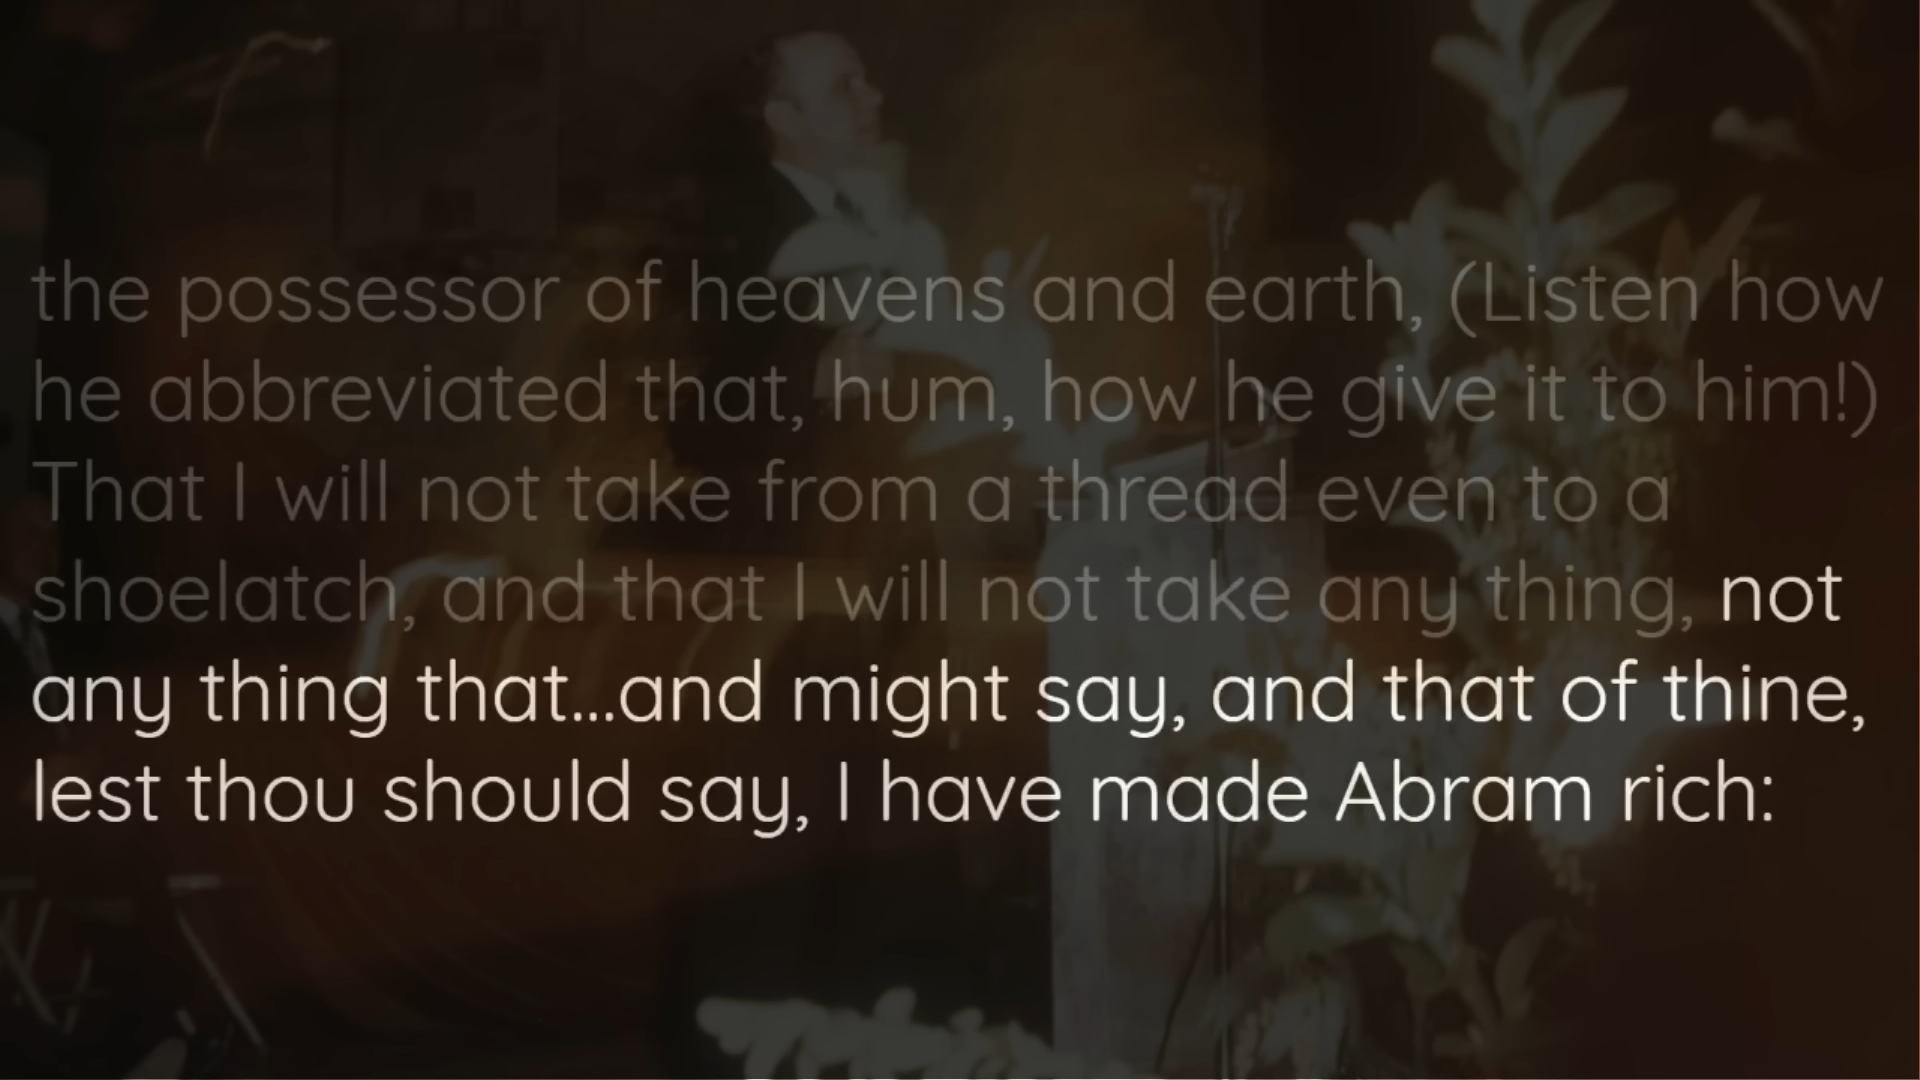 the possessor of heavens and earth, (Listen how
he abbreviated that, hum, how he give it to him!)
That I will not take from a thread even to a
shoelatch, and that I will not take any thing, not
any thing that...and might say, and that of thine,
lest thou should say, I have made Abram rich: